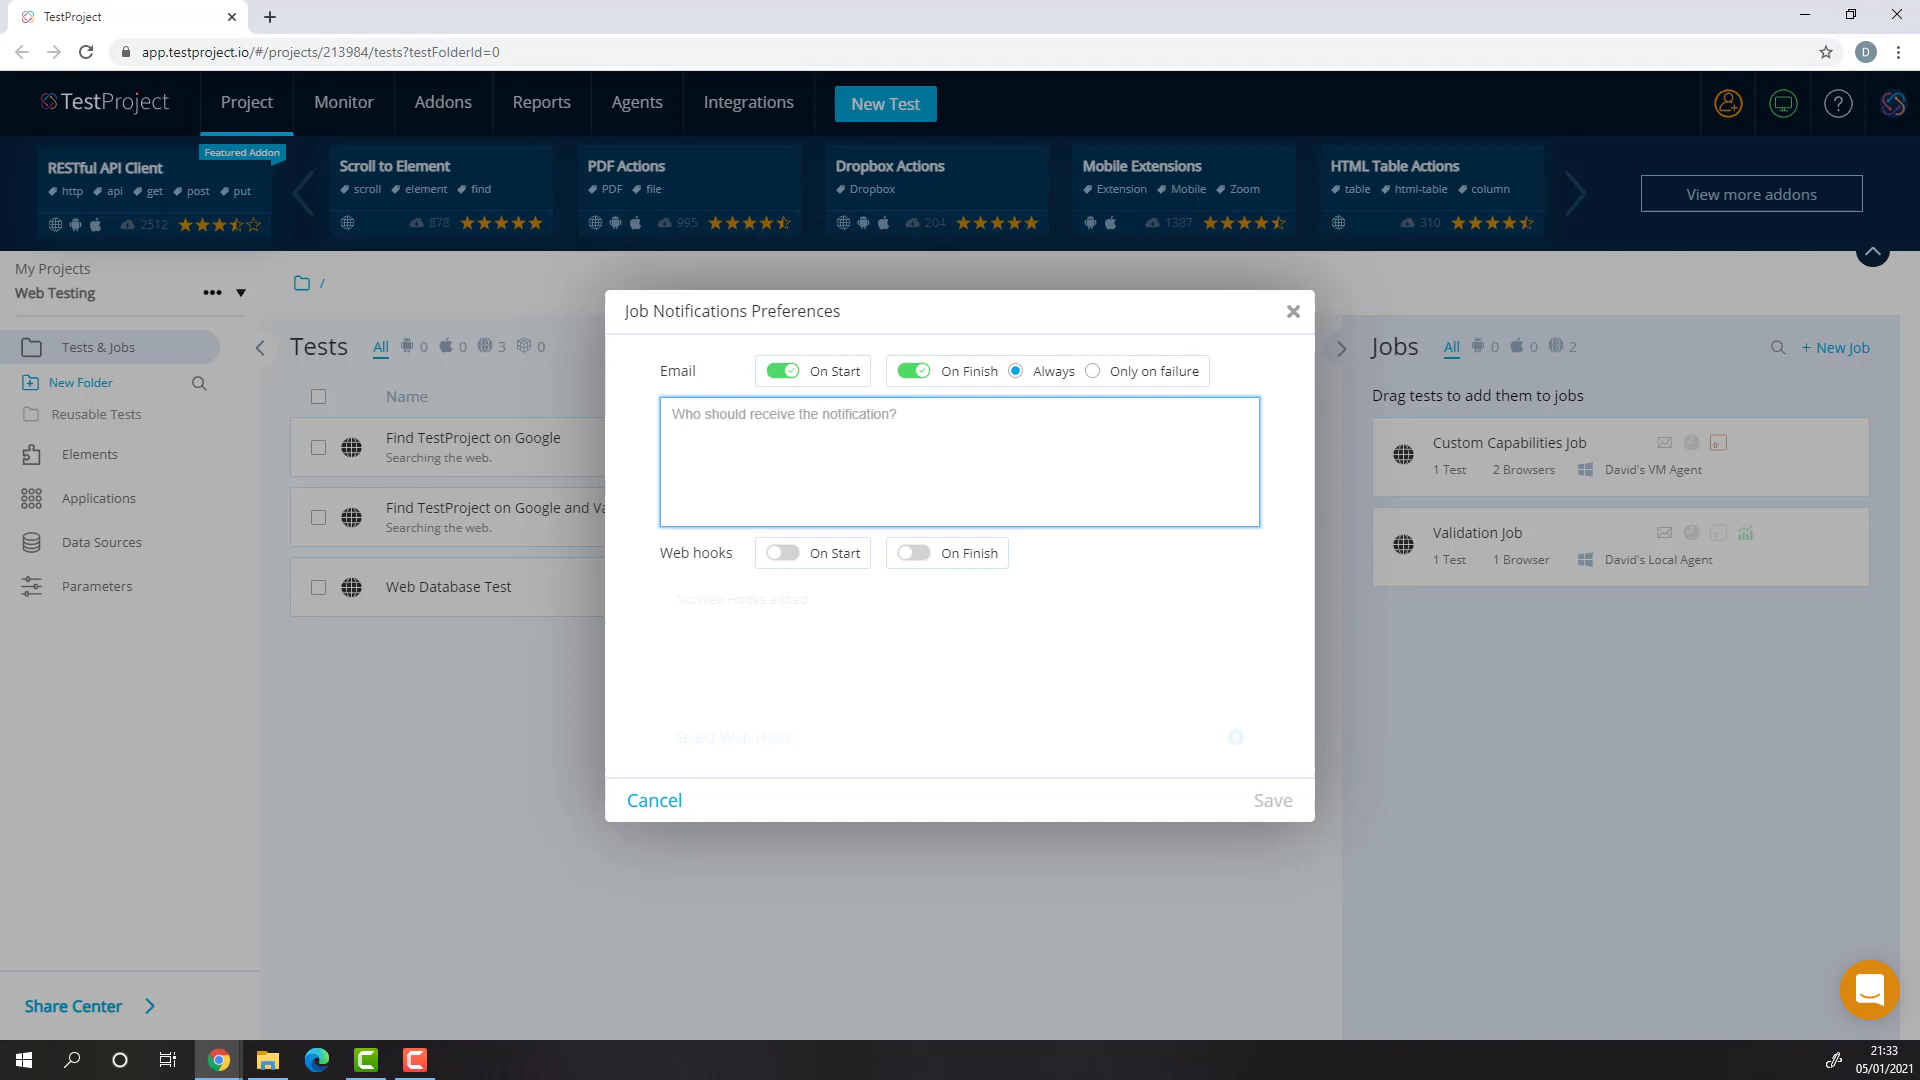 TestProject
app.testproject.io/#/projects/213984/tests?testFolderId=0
D
TestProject
Project
Monitor
Addons
Reports
Agents
Integrations
New Test
Featured Addon
RESTful API Client
http api get post put
2512
Scroll to Element
scroll element find
878
PDF Actions
PDF file
995
Dropbox Actions
Dropbox
204
Mobile Extensions
Extension Mobile Zoom
1387
HTML Table Actions
table html-table column
310
View more addons
My Projects
Web Testing
/
Tests & Jobs
New Folder
Reusable Tests
Elements
Applications
Data Sources
Parameters
Share Center
Tests All 0 0 3 0
Name
Find TestProject on Google
Searching the web.
Find TestProject on Google and Va
Searching the web.
Web Database Test
Job Notifications Preferences
Email On Start On Finish Always Only on failure
Who should receive the notification?
Web hooks On Start On Finish
No Web Hooks added
Select Web Hook
Cancel
Save
Jobs All 0 0 2
+ New Job
Drag tests to add them to jobs
Custom Capabilities Job
1 Test 2 Browsers David's VM Agent
Validation Job
1 Test 1 Browser David's Local Agent
21:33
05/01/2021